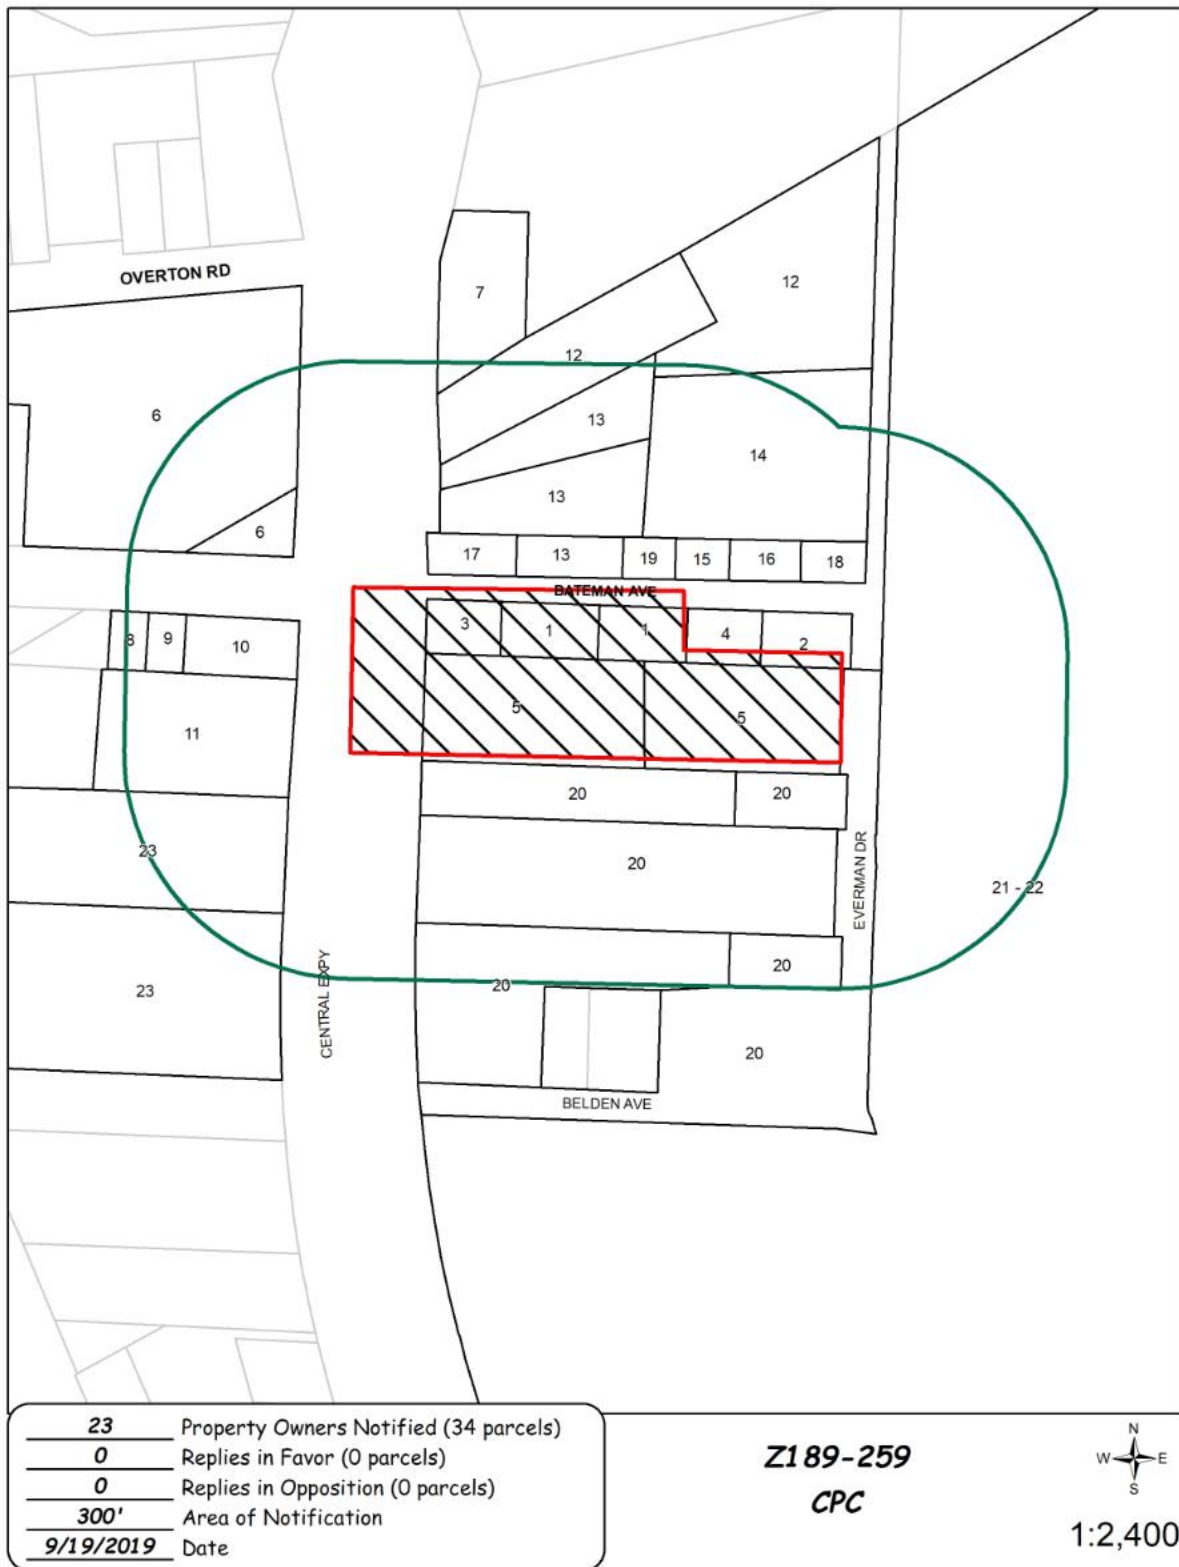 OVERTON RD
7
12
12
6
13
14
13
6
17
13
19
15
16
18
BATEMAN AVE
3
1
1
4
2
8
9
10
5
5
11
20
20
23
20
EVERMAN DR
21 - 22
20
20
23
CENTRAL EXPY
20
BELDEN AVE
23 Property Owners Notified (34 parcels)
0 Replies in Favor (0 parcels)
0 Replies in Opposition (0 parcels)
300' Area of Notification
9/19/2019 Date
Z189-259
CPC
N
W E
S
1:2,400